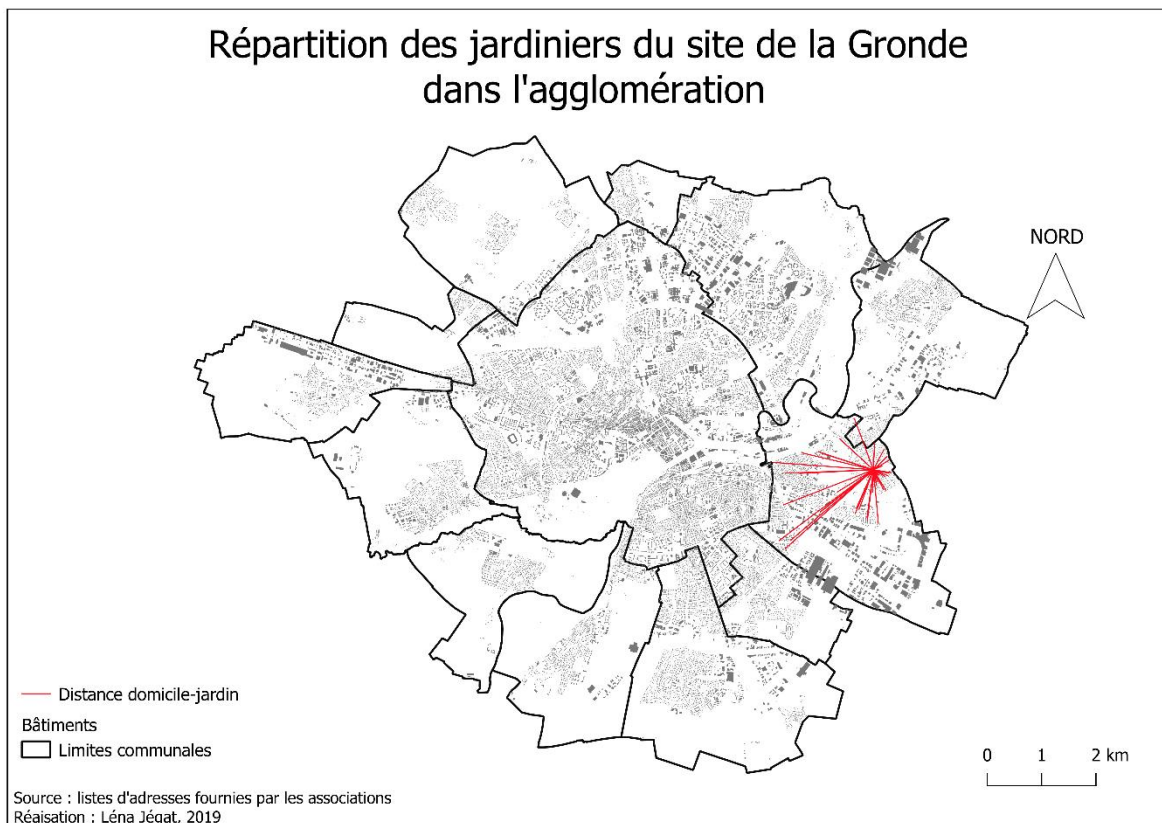 Répartition des jardiniers du site de la Gronde
dans l'agglomération
NORD
Distance domicile-jardin
Bâtiments
Limites communales
0 1 2 km
Source : listes d'adresses fournies par les associations
Réaisation : Léna Jégat, 2019